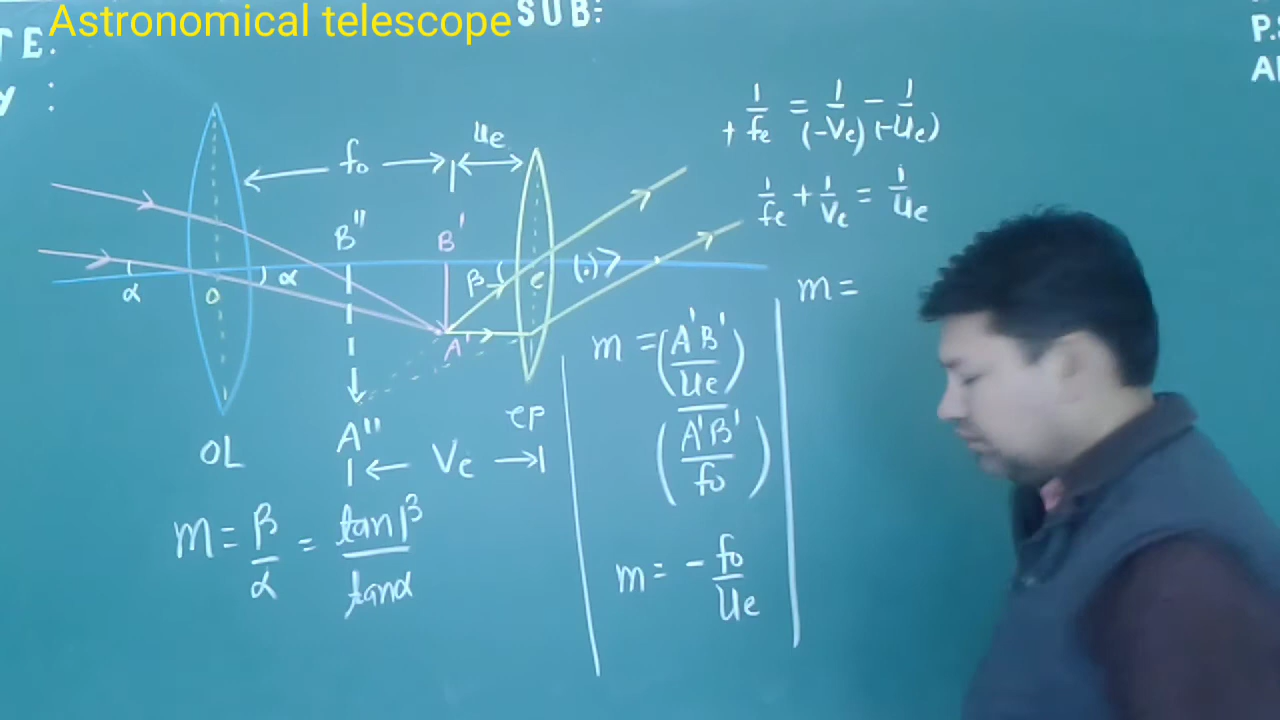 Astronomical telescope
SUB:
TE:
Y :
P.
A
+ 1/fe = 1/(-Ve) - 1/(-Ue)
1/fe + 1/Ve = 1/Ue
m =
fo
ue
B"
B'
α
O
α
β
e
(.)>
A'
OL
A"
eP
Ve
m = β/α = tanβ/tanα
m = (A'B'/Ue)/(A'B'/fo)
m = - fo/Ue